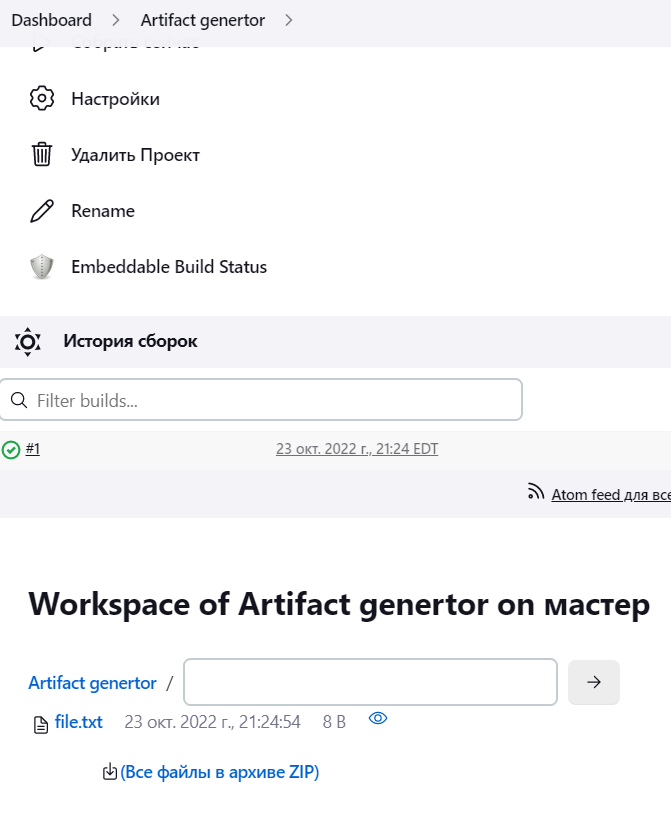 Dashboard > Artifact genertor >
Настройки
Удалить Проект
Rename
Embeddable Build Status
История сборок
Filter builds...
#1 23 окт. 2022 г., 21:24 EDT
Atom feed для все
Workspace of Artifact genertor on мастер
Artifact genertor /
file.txt 23 окт. 2022 г., 21:24:54 8 B
(Все файлы в архиве ZIP)